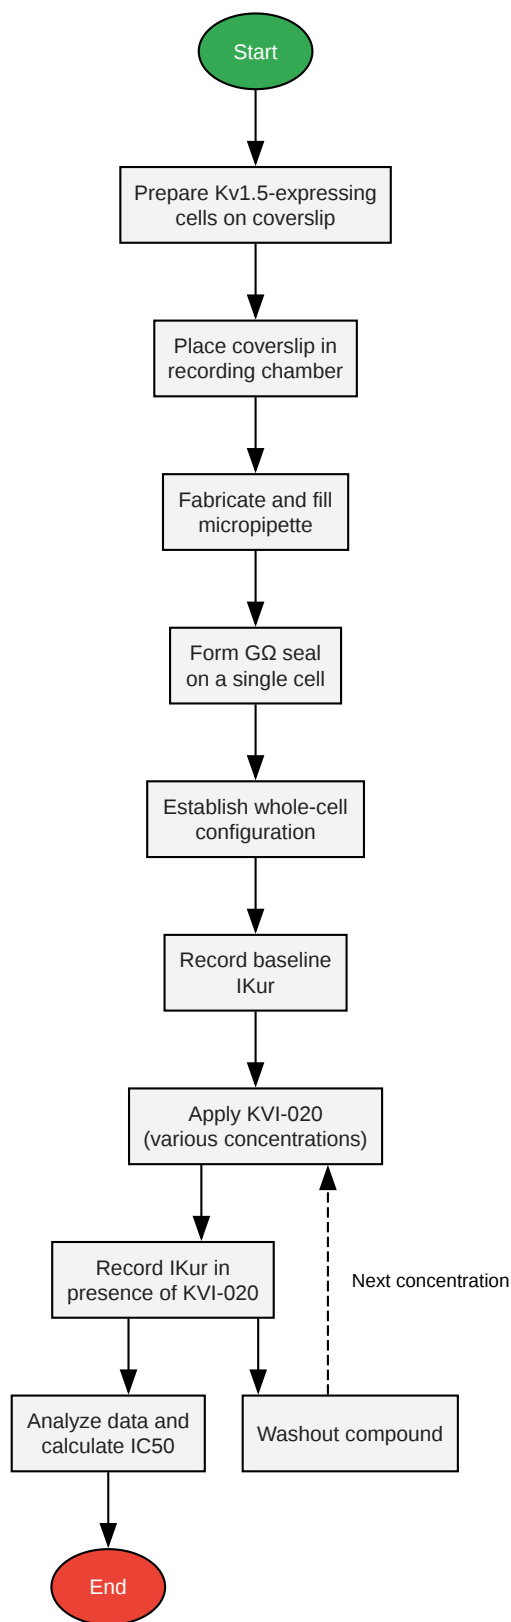 Start
Prepare Kv1.5-expressing
cells on coverslip
Place coverslip in
recording chamber
Fabricate and fill
micropipette
Form GΩ seal
on a single cell
Establish whole-cell
configuration
Record baseline
IKur
Apply KVI-020
(various concentrations)
Record IKur in
presence of KVI-020
Next concentration
Analyze data and
calculate IC50
Washout compound
End